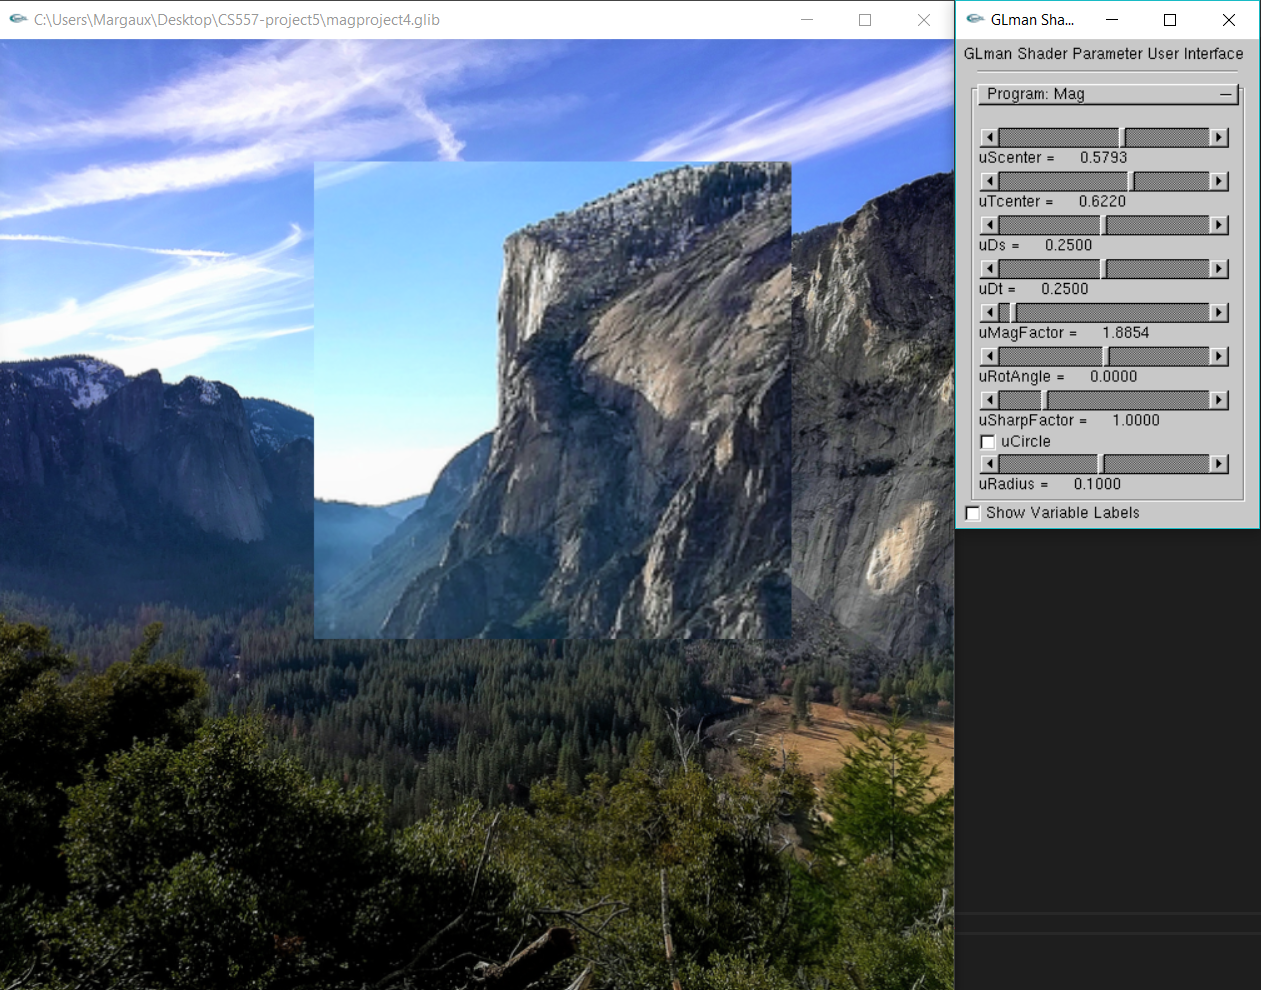 C:\Users\Margaux\Desktop\CS557-project5\magproject4.glib
GLman Sha...
GLman Shader Parameter User Interface
Program: Mag
uScenter = 0.5793
uTcenter = 0.6220
uDs = 0.2500
uDt = 0.2500
uMagFactor = 1.8854
uRotAngle = 0.0000
uSharpFactor = 1.0000
uCircle
uRadius = 0.1000
Show Variable Labels